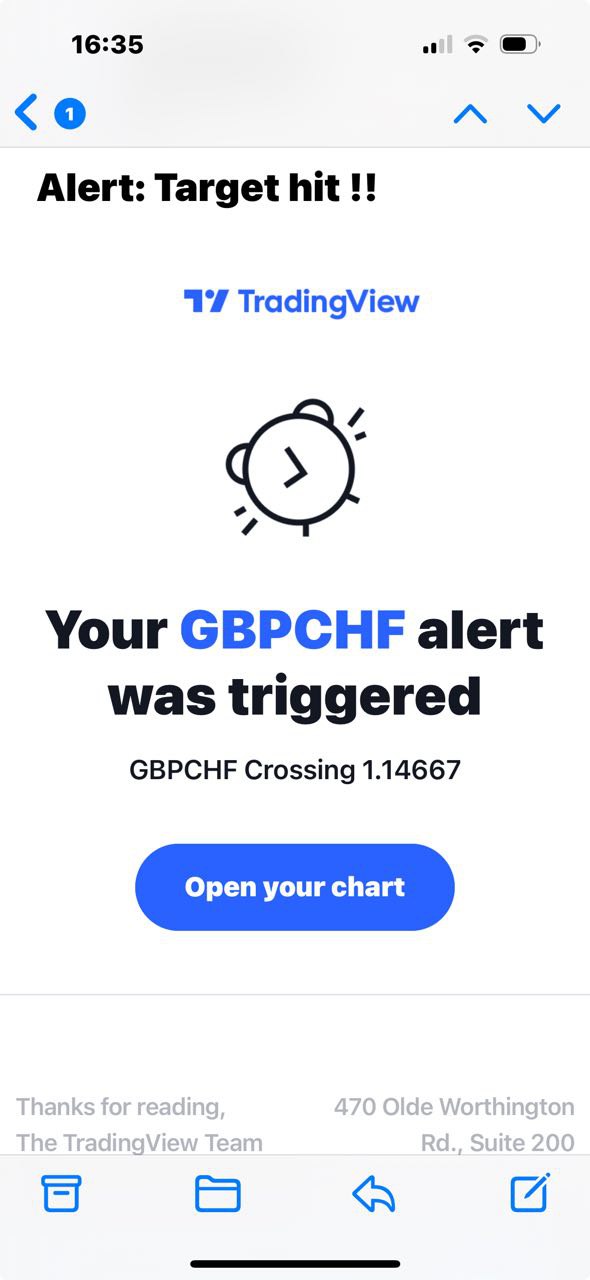 16:35
1
Alert: Target hit !!
TradingView
Your GBPCHF alert
was triggered
GBPCHF Crossing 1.14667
Open your chart
Thanks for reading,
The TradingView Team
470 Olde Worthington
Rd., Suite 200